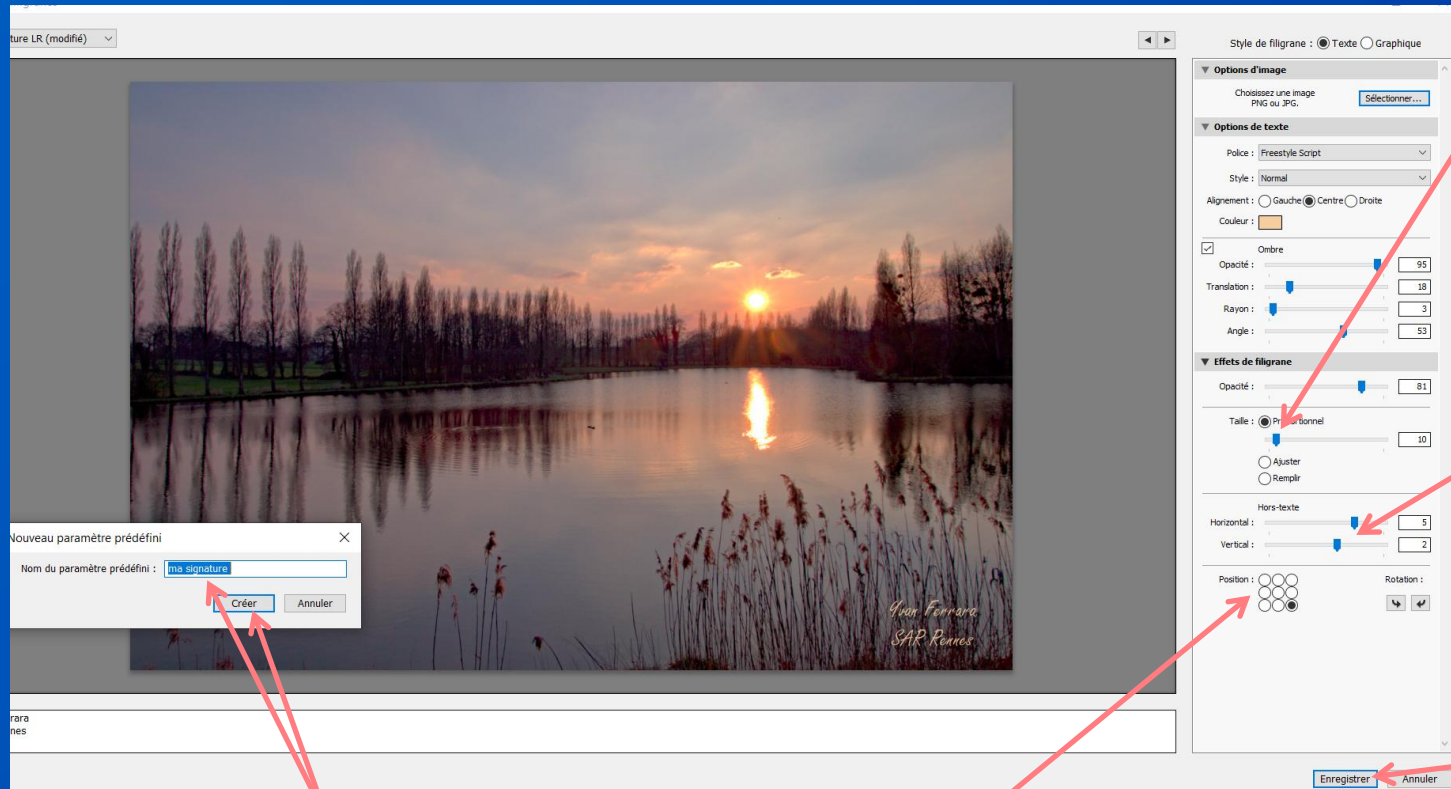 ture LR (modifié)
Style de filigrane : Texte Graphique
Options d'image
Choisissez une image
PNG ou JPG.
Sélectionner...
Options de texte
Police : Freestyle Script
Style : Normal
Alignement : Gauche Centre Droite
Couleur :
Ombre
Opacité : 95
Translation : 18
Rayon : 3
Angle : 53
Effets de filigrane
Opacité : 81
Taille : Proportionnel
10
Ajuster
Remplir
Hors-texte
Horizontal : 5
Vertical : 2
Position : Rotation :
Nouveau paramètre prédéfini
Nom du paramètre prédéfini : ma signature
Créer Annuler
Yvan Ferrara
SAP Rennes
rara
nes
Enregistrer Annuler